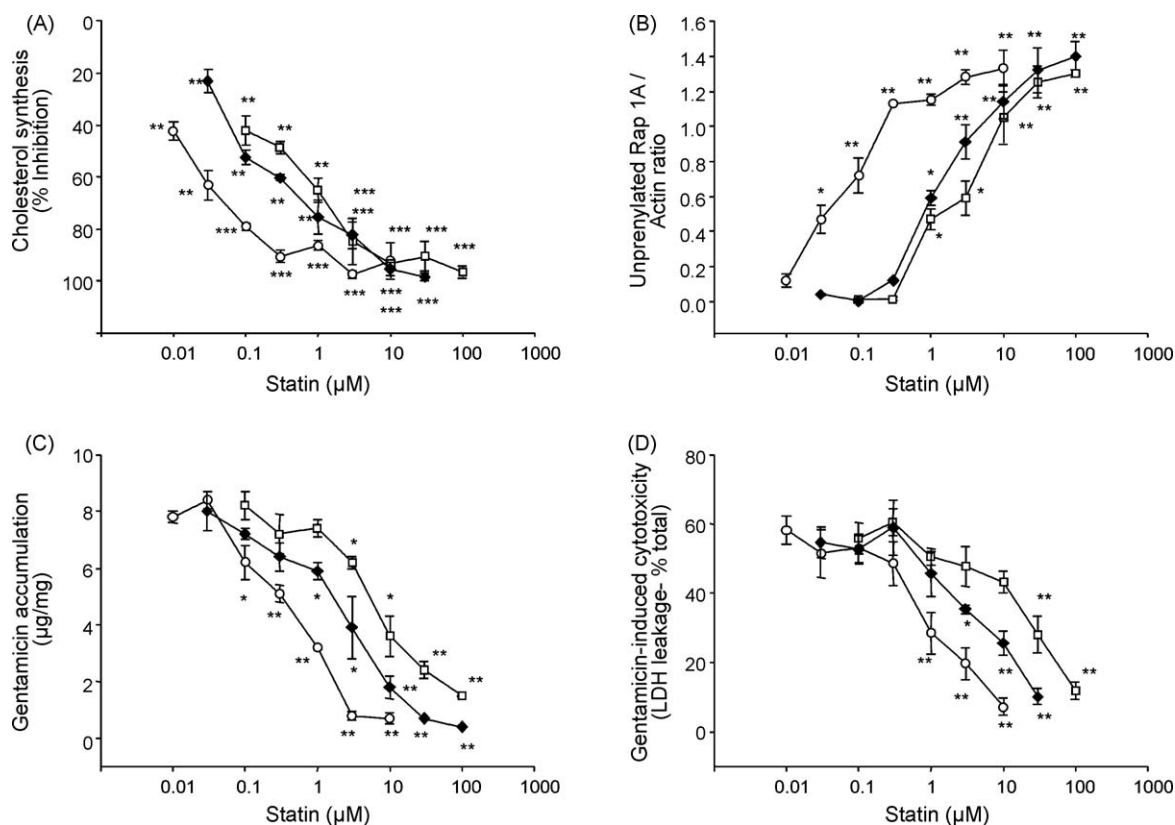 (A)
Cholesterol synthesis
(% Inhibition)
0
20
40
60
80
100
** ** ** ** ** ** ** ** ** *** *** *** *** *** *** *** *** *** *** *** ***
0.01 0.1 1 10 100 1000
Statin (µM)
(B)
Unprenylated Rap 1A /
Actin ratio
1.6
1.4
1.2
1.0
0.8
0.6
0.4
0.2
0.0
* ** ** ** ** ** * ** ** ** ** * * ** ** **
0.01 0.1 1 10 100 1000
Statin (µM)
(C)
Gentamicin accumulation
(µg/mg)
10
8
6
4
2
0
* ** ** ** ** * * ** ** ** * * ** **
0.01 0.1 1 10 100 1000
Statin (µM)
(D)
Gentamicin-induced cytotoxicity
(LDH leakage- % total)
80
60
40
20
0
** ** ** * ** ** ** **
0.01 0.1 1 10 100 1000
Statin (µM)